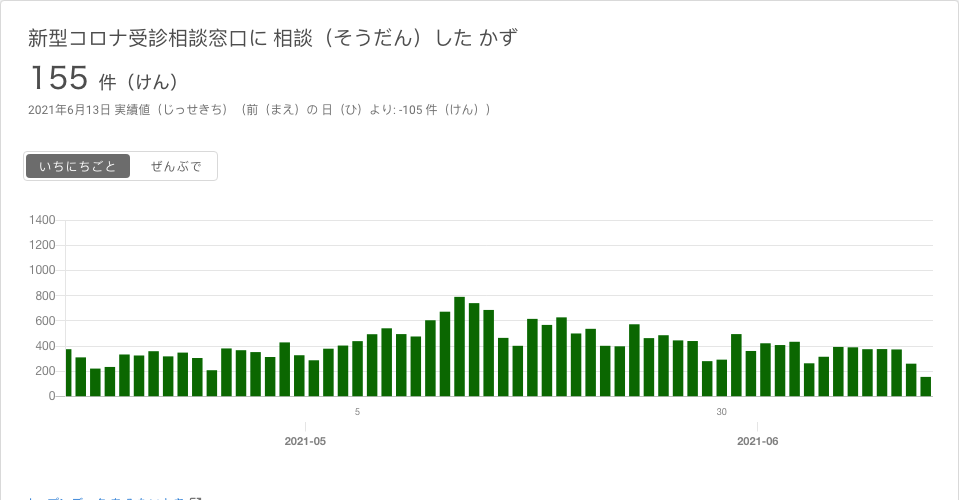 新型コロナ受診相談窓口に 相談（そうだん）した かず
155 件（けん）
2021年6月13日 実績値（じっせきち）（前（まえ）の 日（ひ）より: -105 件（けん））
いちにちごと ぜんぶで
1400
1200
1000
800
600
400
200
0
5 30
2021-05 2021-06